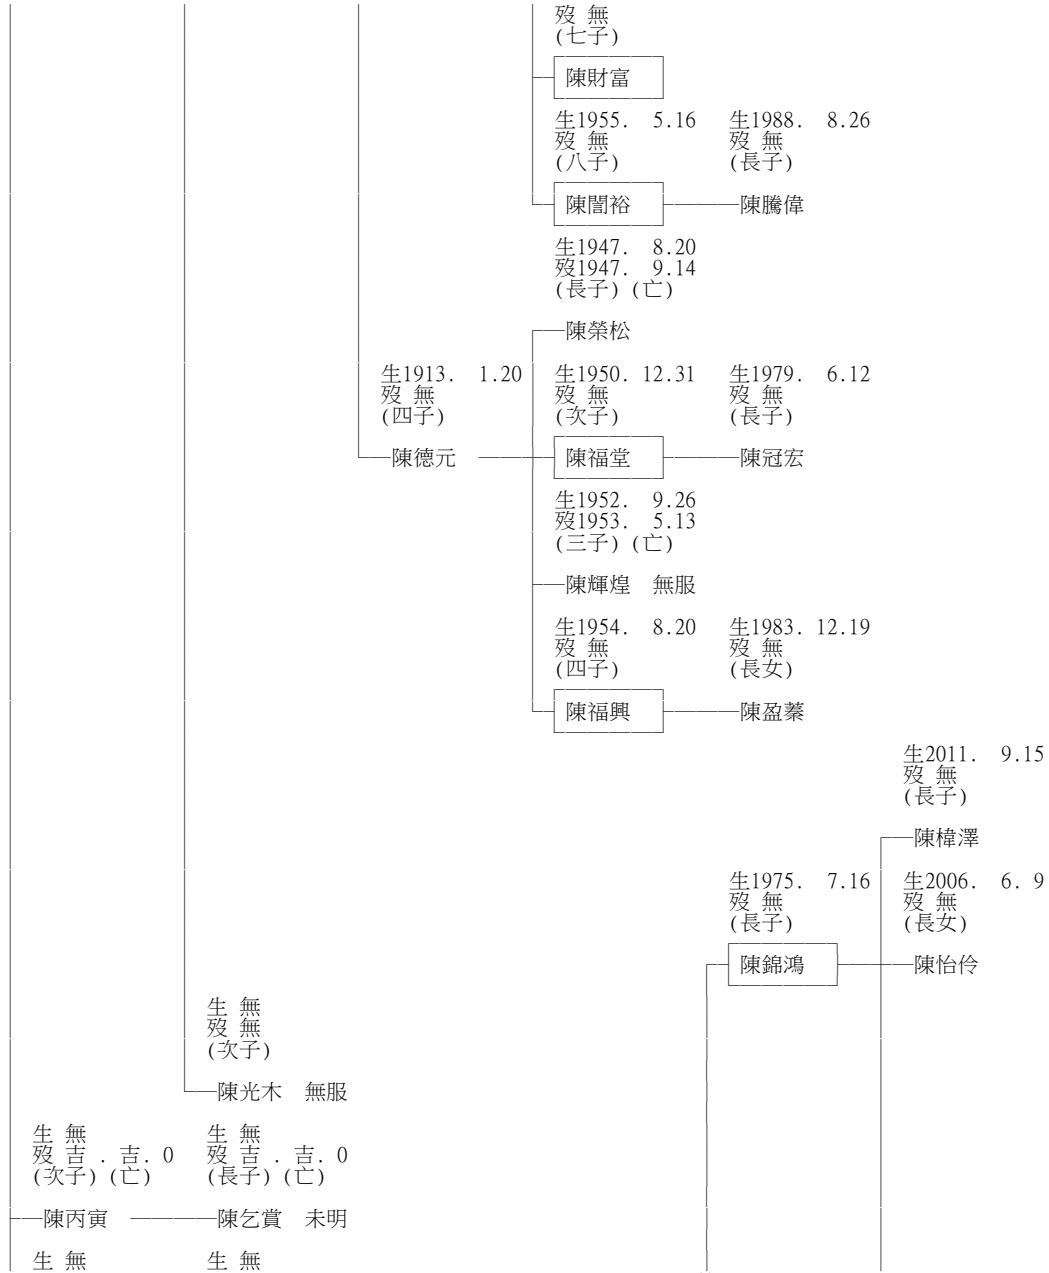 歿 無
(七子)
陳財富
生1955. 5.16 生1988. 8.26
歿 無 歿 無
(八子) (長子)
陳誾裕 陳騰偉
生1947. 8.20
歿1947. 9.14
(長子) (亡)
陳榮松
生1913. 1.20 生1950. 12.31 生1979. 6.12
歿 無 歿 無 歿 無
(四子) (次子) (長子)
陳德元 陳福堂 陳冠宏
生1952. 9.26
歿1953. 5.13
(三子) (亡)
陳輝煌 無服
生1954. 8.20 生1983. 12.19
歿 無 歿 無
(四子) (長女)
陳福興 陳盈蓁
生2011. 9.15
歿 無
(長子)
陳椲澤
生1975. 7.16 生2006. 6. 9
歿 無 歿 無
(長子) (長女)
陳錦鴻 陳怡伶
生 無
歿 無
(次子)
陳光木 無服
生 無 生 無
歿 吉 . 吉. 0 歿 吉 . 吉. 0
(次子) (亡) (長子) (亡)
陳丙寅 陳乞賞 未明
生 無 生 無